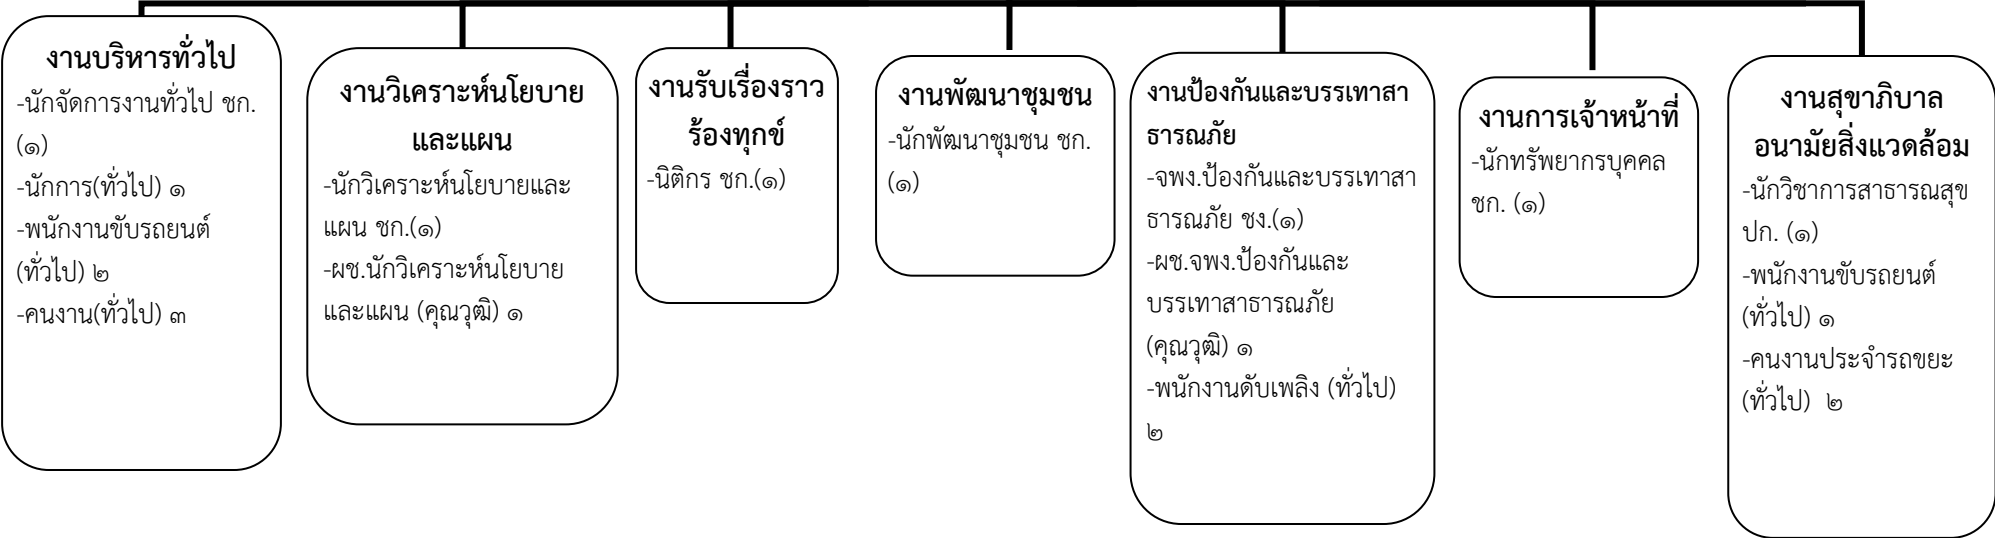 งานบริหารทั่วไป
-นักจัดการงานทั่วไป ชก.
(๑)
-นักการ(ทั่วไป) ๑
-พนักงานขับรถยนต์
(ทั่วไป) ๒
-คนงาน(ทั่วไป) ๓
งานวิเคราะห์นโยบาย
และแผน
-นักวิเคราะห์นโยบายและ
แผน ชก.(๑)
-ผช.นักวิเคราะห์นโยบาย
และแผน (คุณวุฒิ) ๑
งานรับเรื่องราว
ร้องทุกข์
-นิติกร ชก.(๑)
งานพัฒนาชุมชน
-นักพัฒนาชุมชน ชก.
(๑)
งานป้องกันและบรรเทาสา
ธารณภัย
-จพง.ป้องกันและบรรเทาสา
ธารณภัย ชง.(๑)
-ผช.จพง.ป้องกันและ
บรรเทาสาธารณภัย
(คุณวุฒิ) ๑
-พนักงานดับเพลิง (ทั่วไป)
๒
งานการเจ้าหน้าที่
-นักทรัพยากรบุคคล
ชก. (๑)
งานสุขาภิบาล
อนามัยสิ่งแวดล้อม
-นักวิชาการสาธารณสุข
ปก. (๑)
-พนักงานขับรถยนต์
(ทั่วไป) ๑
-คนงานประจำรถขยะ
(ทั่วไป)  ๒